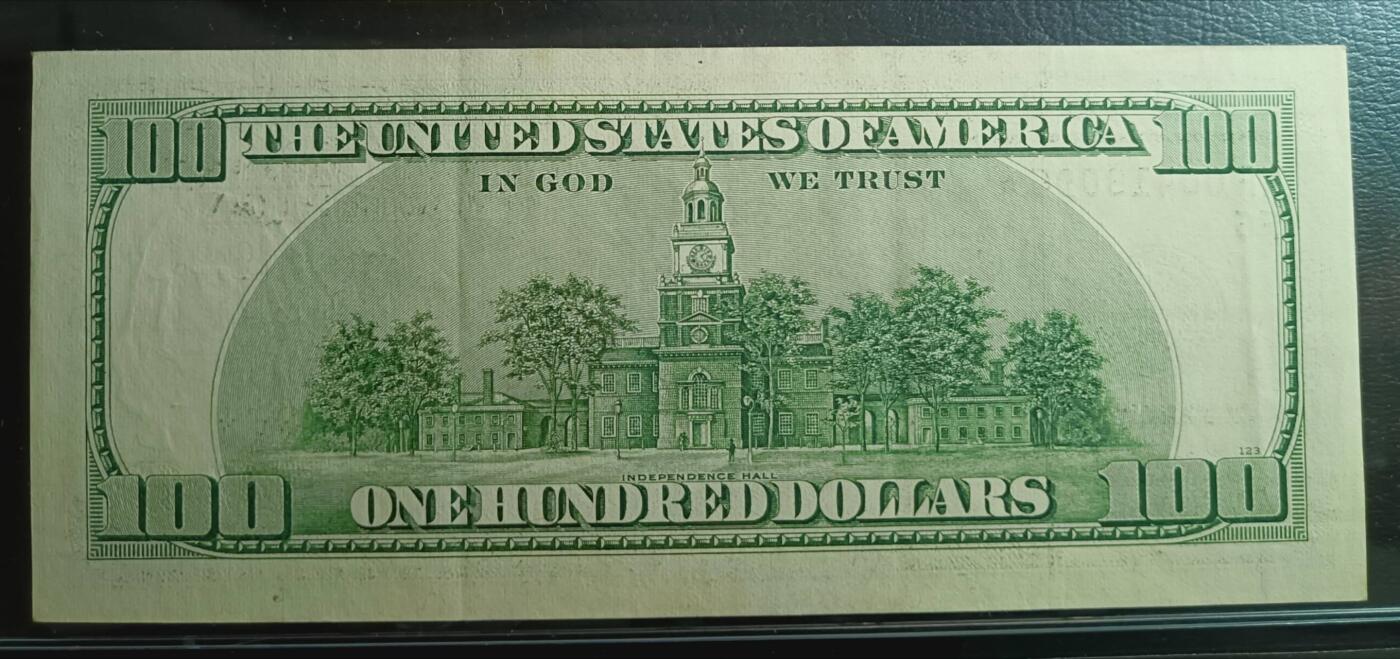 100 THE UNITED STATES OF AMERICA 100
IN GOD WE TRUST
INDEPENDENCE HALL
123
100 ONE HUNDRED DOLLARS 100